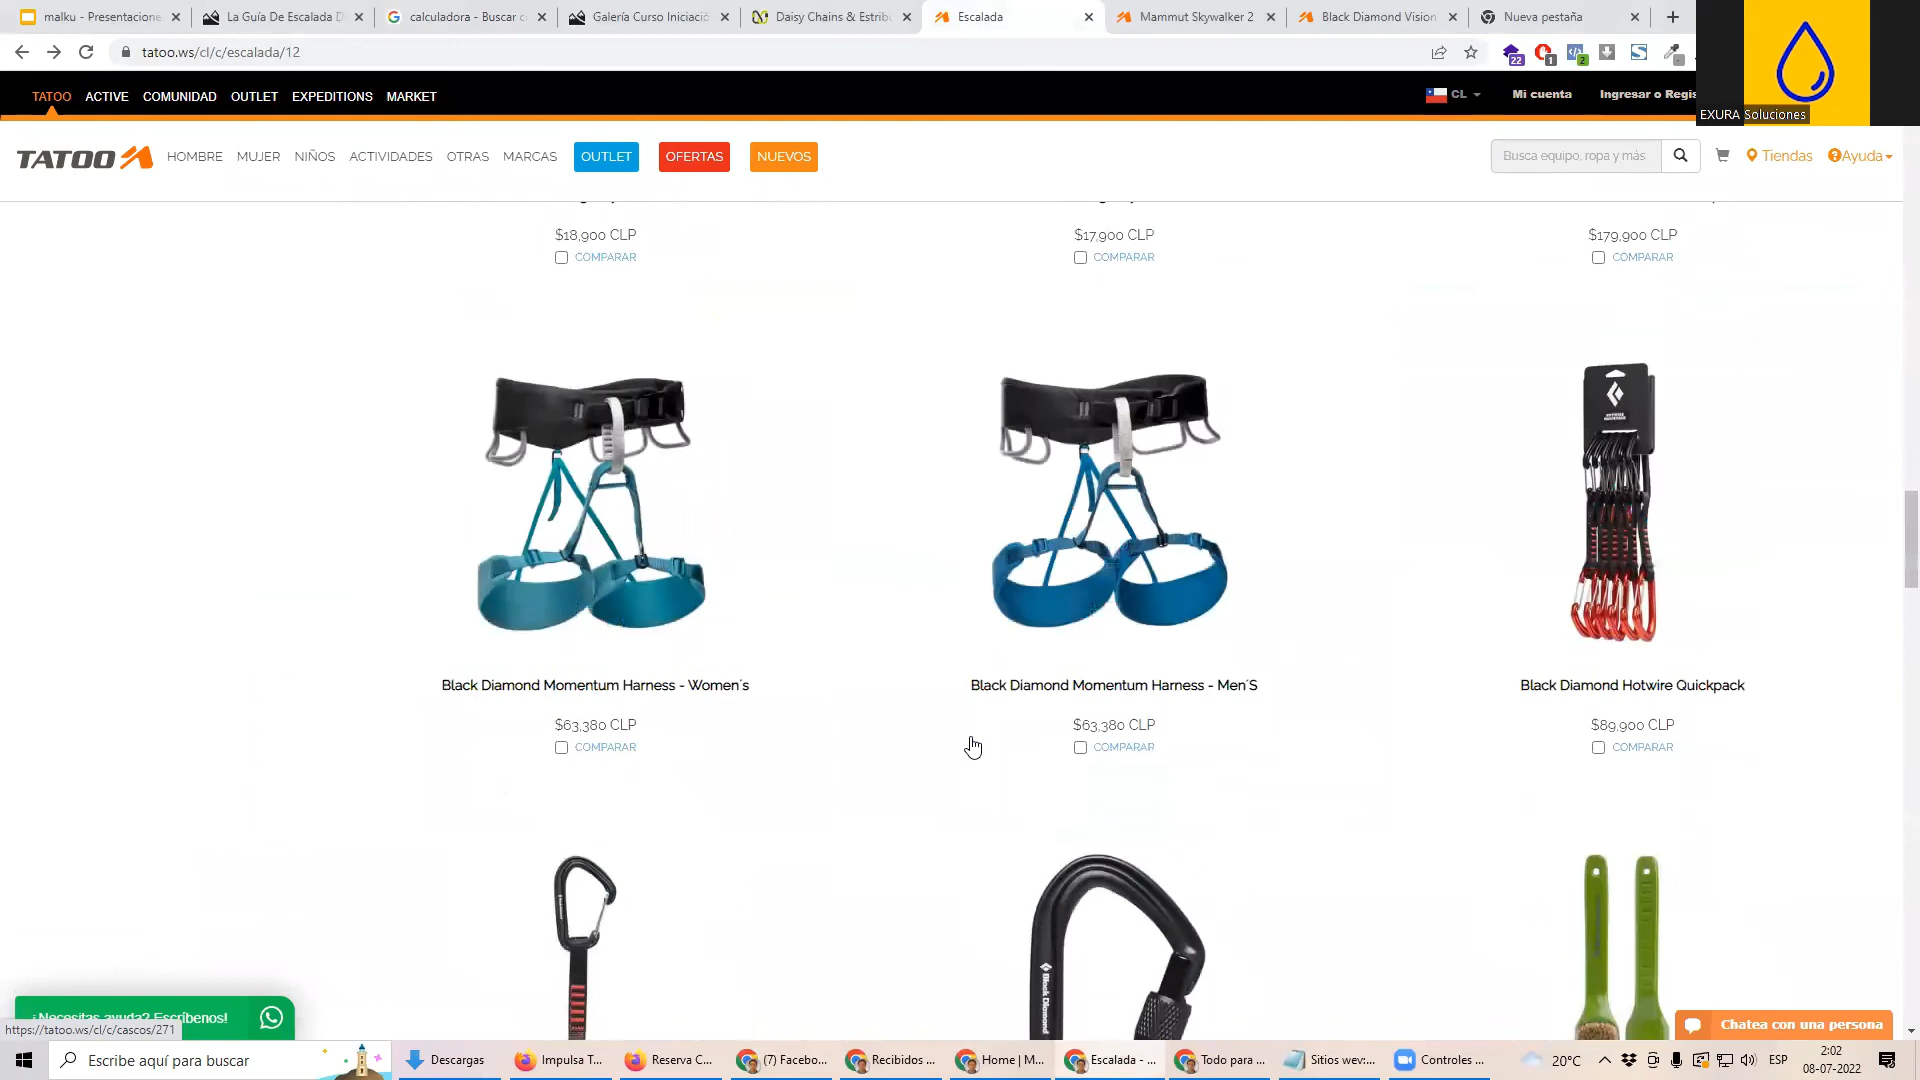 malku - Presentacione
La Guía De Escalada D
calculadora - Buscar c
Galería Curso Iniciació
Daisy Chains & Estribu
Escalada
Mammut Skywalker 2
Black Diamond Vision
Nueva pestaña
tatoo.ws/cl/c/escalada/12
22
1
2
TATOO ACTIVE COMUNIDAD OUTLET EXPEDITIONS MARKET
CL
Mi cuenta
Ingresar o Regis
EXURA Soluciones
TATOO
HOMBRE MUJER NIÑOS ACTIVIDADES OTRAS MARCAS OUTLET OFERTAS NUEVOS
Busca equipo, ropa y más
Tiendas
Ayuda
$18,900 CLP
COMPARAR
$17,900 CLP
COMPARAR
$179,900 CLP
COMPARAR
Black Diamond Momentum Harness - Women´s
$63,380 CLP
COMPARAR
Black Diamond Momentum Harness - Men´S
$63,380 CLP
COMPARAR
Black Diamond Hotwire Quickpack
$89,900 CLP
COMPARAR
Black Diamond
¿Necesitas ayuda? Escríbenos!
https://tatoo.ws/cl/c/cascos/271
Chatea con una persona
Escribe aquí para buscar
Descargas
Impulsa T...
Reserva C...
(7) Facebo...
Recibidos ...
Home | M...
Escalada - ...
Todo para ...
Sitios wev:...
Controles ...
20°C
ESP
2:02
08-07-2022